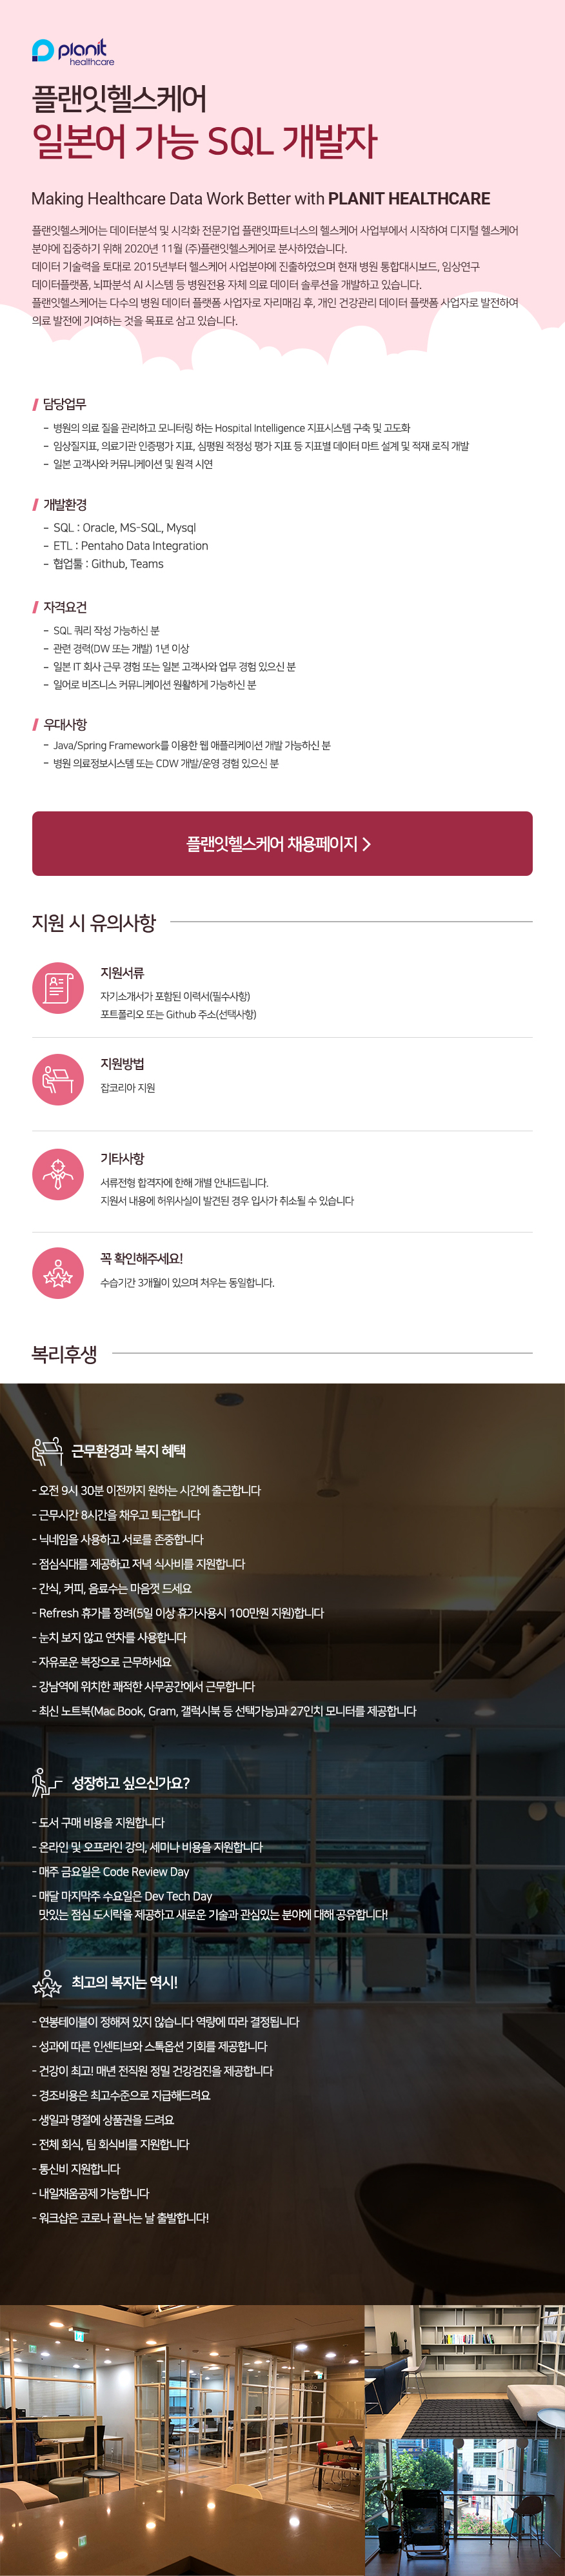 planit
healthcare
플랜잇헬스케어
일본어 가능 SQL 개발자
Making Healthcare Data Work Better with PLANIT HEALTHCARE
플랜잇헬스케어는 데이터분석 및 시각화 전문기업 플랜잇파트너스의 헬스케어 사업부에서 시작하여 디지털 헬스케어
분야에 집중하기 위해 2020년 11월 (주)플랜잇헬스케어로 분사하였습니다.
데이터 기술력을 토대로 2015년부터 헬스케어 사업분야에 진출하였으며 현재 병원 통합대시보드, 임상연구
데이터플랫폼, 뇌파분석 AI 시스템 등 병원전용 자체 의료 데이터 솔루션을 개발하고 있습니다.
플랜잇헬스케어는 다수의 병원 데이터 플랫폼 사업자로 자리매김 후, 개인 건강관리 데이터 플랫폼 사업자로 발전하여
의료 발전에 기여하는 것을 목표로 삼고 있습니다.
담당업무
- 병원의 의료 질을 관리하고 모니터링 하는 Hospital Intelligence 지표시스템 구축 및 고도화
- 임상질지표, 의료기관 인증평가 지표, 심평원 적정성 평가 지표 등 지표별 데이터 마트 설계 및 적재 로직 개발
- 일본 고객사와 커뮤니케이션 및 원격 시연
개발환경
- SQL : Oracle, MS-SQL, Mysql
- ETL : Pentaho Data Integration
- 협업툴 : Github, Teams
자격요건
- SQL 쿼리 작성 가능하신 분
- 관련 경력(DW 또는 개발) 1년 이상
- 일본 IT 회사 근무 경험 또는 일본 고객사와 업무 경험 있으신 분
- 일어로 비즈니스 커뮤니케이션 원활하게 가능하신 분
우대사항
- Java/Spring Framework를 이용한 웹 애플리케이션 개발 가능하신 분
- 병원 의료정보시스템 또는 CDW 개발/운영 경험 있으신 분
플랜잇헬스케어 채용페이지 >
지원 시 유의사항
지원서류
자기소개서가 포함된 이력서(필수사항)
포트폴리오 또는 Github 주소(선택사항)
지원방법
잡코리아 지원
기타사항
서류전형 합격자에 한해 개별 안내드립니다.
지원서 내용에 허위사실이 발견된 경우 입사가 취소될 수 있습니다
꼭 확인해주세요!
수습기간 3개월이 있으며 처우는 동일합니다.
복리후생
근무환경과 복지 혜택
- 오전 9시 30분 이전까지 원하는 시간에 출근합니다
- 근무시간 8시간을 채우고 퇴근합니다
- 닉네임을 사용하고 서로를 존중합니다
- 점심식대를 제공하고 저녁 식사비를 지원합니다
- 간식, 커피, 음료수는 마음껏 드세요
- Refresh 휴가를 장려(5일 이상 휴가사용시 100만원 지원)합니다
- 눈치 보지 않고 연차를 사용합니다
- 자유로운 복장으로 근무하세요
- 강남역에 위치한 쾌적한 사무공간에서 근무합니다
- 최신 노트북(Mac Book, Gram, 갤럭시북 등 선택가능)과 27인치 모니터를 제공합니다
성장하고 싶으신가요?
- 도서 구매 비용을 지원합니다
- 온라인 및 오프라인 강의, 세미나 비용을 지원합니다
- 매주 금요일은 Code Review Day
- 매달 마지막주 수요일은 Dev Tech Day
맛있는 점심 도시락을 제공하고 새로운 기술과 관심있는 분야에 대해 공유합니다!
최고의 복지는 역시!
- 연봉테이블이 정해져 있지 않습니다 역량에 따라 결정됩니다
- 성과에 따른 인센티브와 스톡옵션 기회를 제공합니다
- 건강이 최고! 매년 전직원 정밀 건강검진을 제공합니다
- 경조비용은 최고수준으로 지급해드려요
- 생일과 명절에 상품권을 드려요
- 전체 회식, 팀 회식비를 지원합니다
- 통신비 지원합니다
- 내일채움공제 가능합니다
- 워크샵은 코로나 끝나는 날 출발합니다!